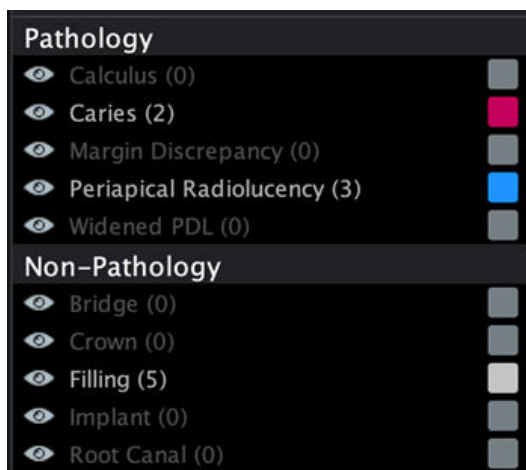 Pathology
Calculus (0)
Caries (2)
Margin Discrepancy (0)
Periapical Radiolucency (3)
Widened PDL (0)
Non-Pathology
Bridge (0)
Crown (0)
Filling (5)
Implant (0)
Root Canal (0)